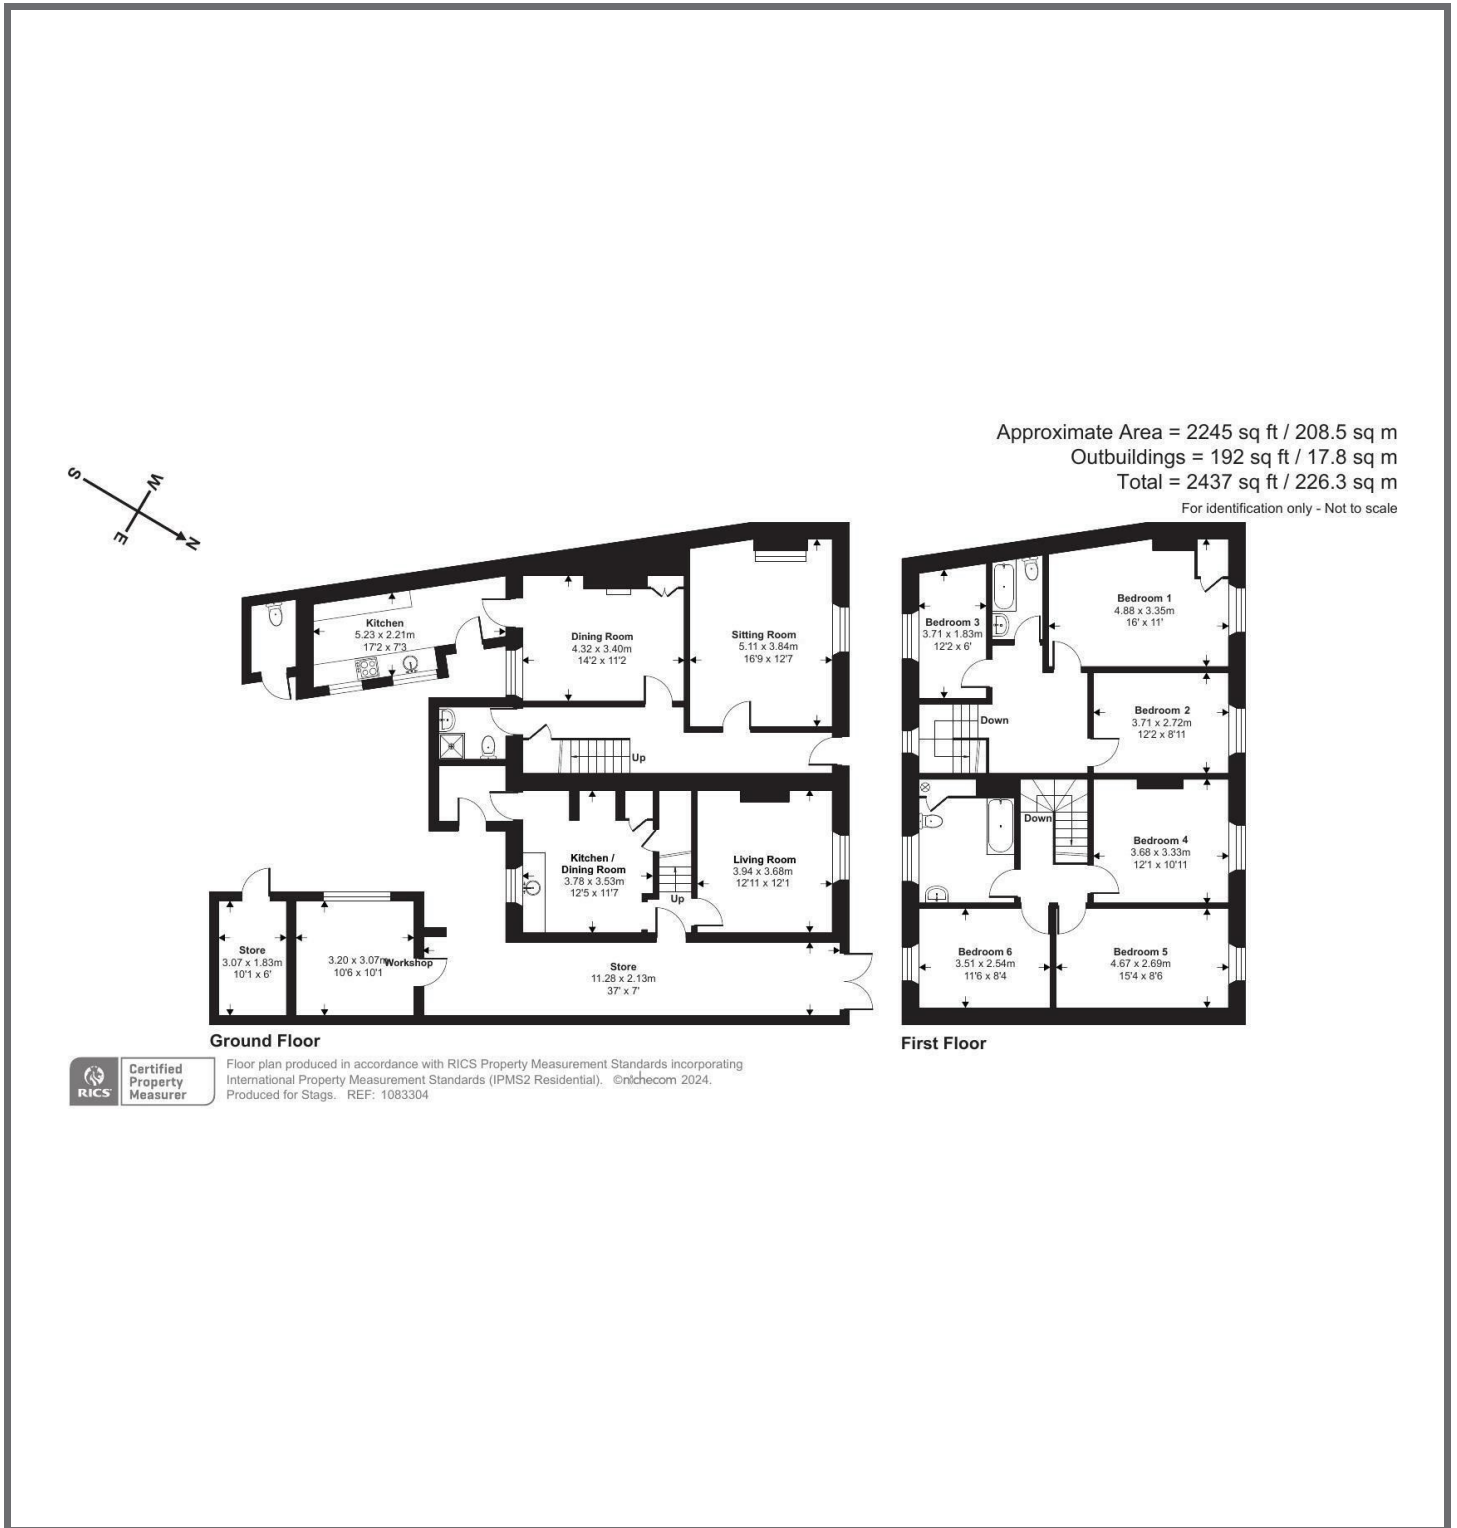 Approximate Area = 2245 sq ft / 208.5 sq m
Outbuildings = 192 sq ft / 17.8 sq m
Total = 2437 sq ft / 226.3 sq m
For identification only - Not to scale
S
W
E
N
Kitchen
5.23 x 2.21m
17'2 x 7'3
Dining Room
4.32 x 3.40m
14'2 x 11'2
Sitting Room
5.11 x 3.84m
16'9 x 12'7
Up
Kitchen /
Dining Room
3.78 x 3.53m
12'5 x 11'7
Up
Living Room
3.94 x 3.68m
12'11 x 12'1
Store
3.07 x 1.83m
10'1 x 6'
3.20 x 3.07m
Workshop
10'6 x 10'1
Store
11.28 x 2.13m
37' x 7'
Ground Floor
Bedroom 1
4.88 x 3.35m
16' x 11'
Bedroom 3
3.71 x 1.83m
12'2 x 6'
Bedroom 2
3.71 x 2.72m
12'2 x 8'11
Down
Down
Bedroom 4
3.68 x 3.33m
12'1 x 10'11
Bedroom 6
3.51 x 2.54m
11'6 x 8'4
Bedroom 5
4.67 x 2.69m
15'4 x 8'6
First Floor
RICS
Certified
Property
Measurer
Floor plan produced in accordance with RICS Property Measurement Standards incorporating
International Property Measurement Standards (IPMS2 Residential). ©nichecom 2024.
Produced for Stags. REF: 1083304